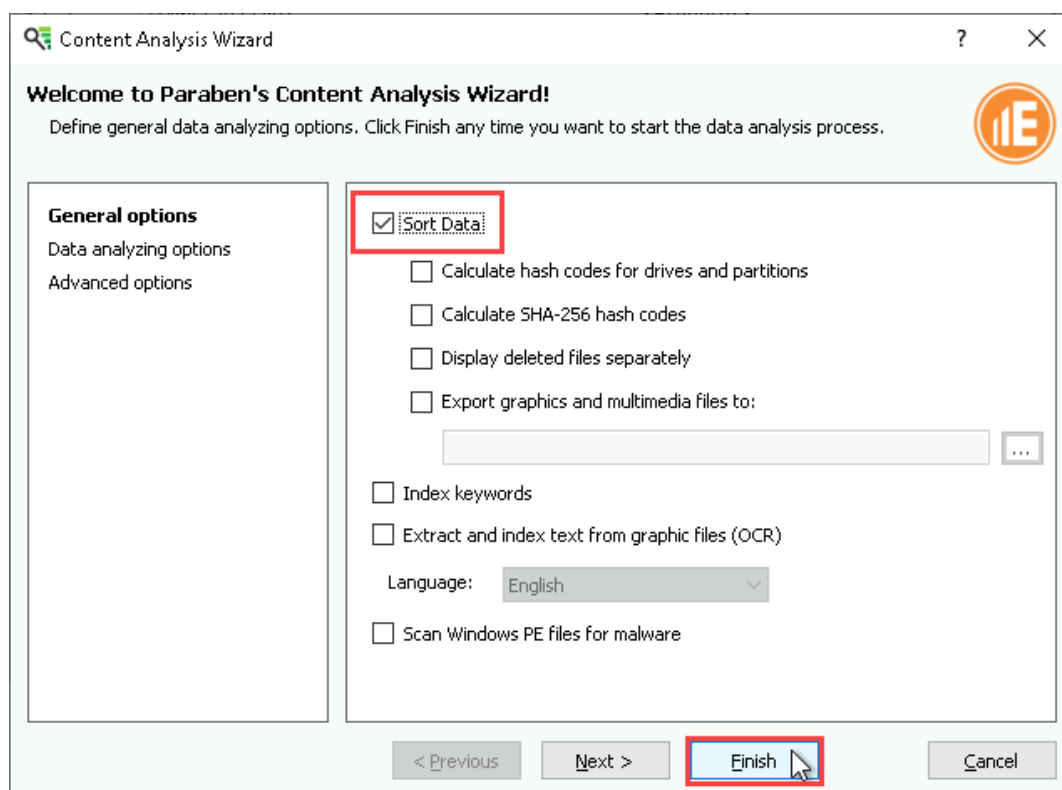 Content Analysis Wizard
?
Welcome to Paraben's Content Analysis Wizard!
Define general data analyzing options. Click Finish any time you want to start the data analysis process.
E
General options
Data analyzing options
Advanced options
Sort Data
Calculate hash codes for drives and partitions
Calculate SHA-256 hash codes
Display deleted files separately
Export graphics and multimedia files to:
...
Index keywords
Extract and index text from graphic files (OCR)
Language: English
Scan Windows PE files for malware
< Previous Next > Finish Cancel